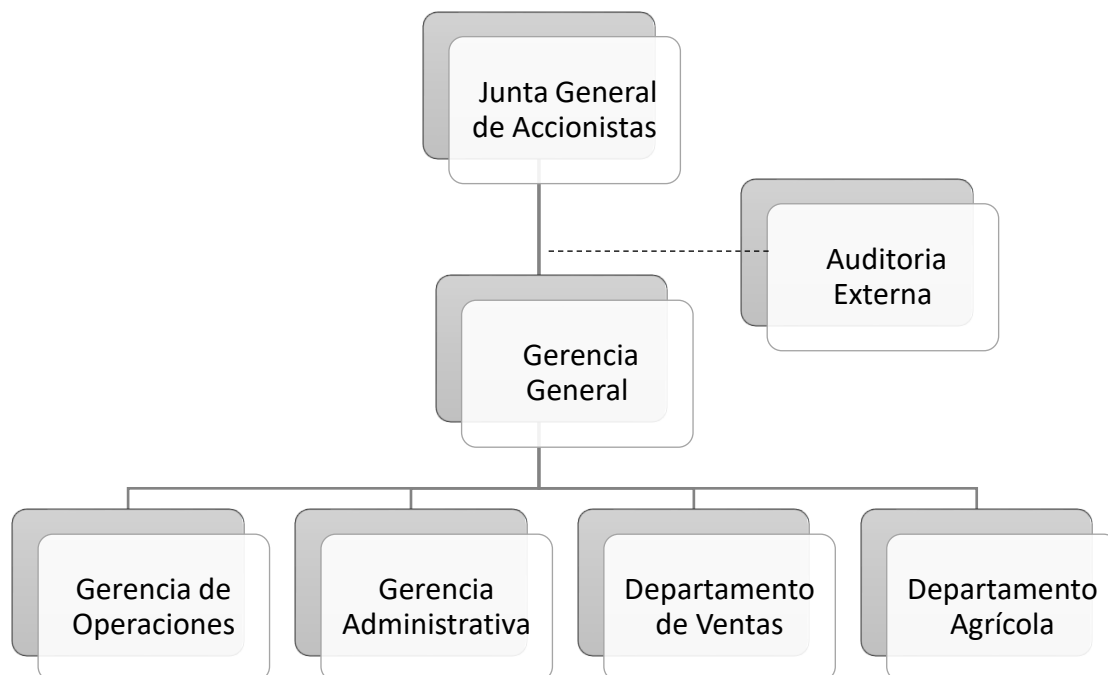 Junta General
de Accionistas
Auditoria
Externa
Gerencia
General
Gerencia de
Operaciones
Gerencia
Administrativa
Departamento
de Ventas
Departamento
Agrícola